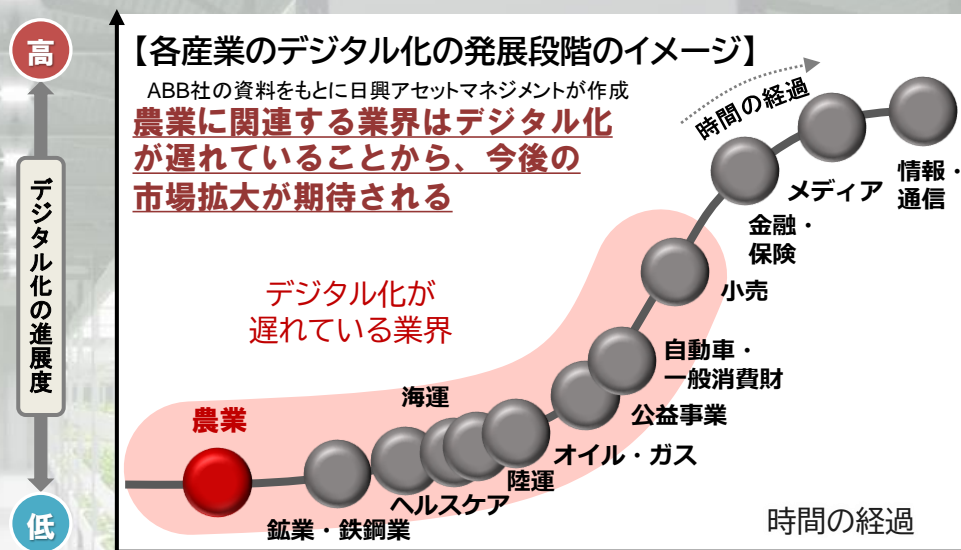 高
デジタル化の進展度
低
【各産業のデジタル化の発展段階のイメージ】
ABB社の資料をもとに日興アセットマネジメントが作成
農業に関連する業界はデジタル化
が遅れていることから、今後の
市場拡大が期待される
時間の経過
情報・
通信
メディア
金融・
保険
小売
デジタル化が
遅れている業界
自動車・
一般消費財
海運
公益事業
農業
オイル・ガス
陸運
ヘルスケア
鉱業・鉄鋼業
時間の経過